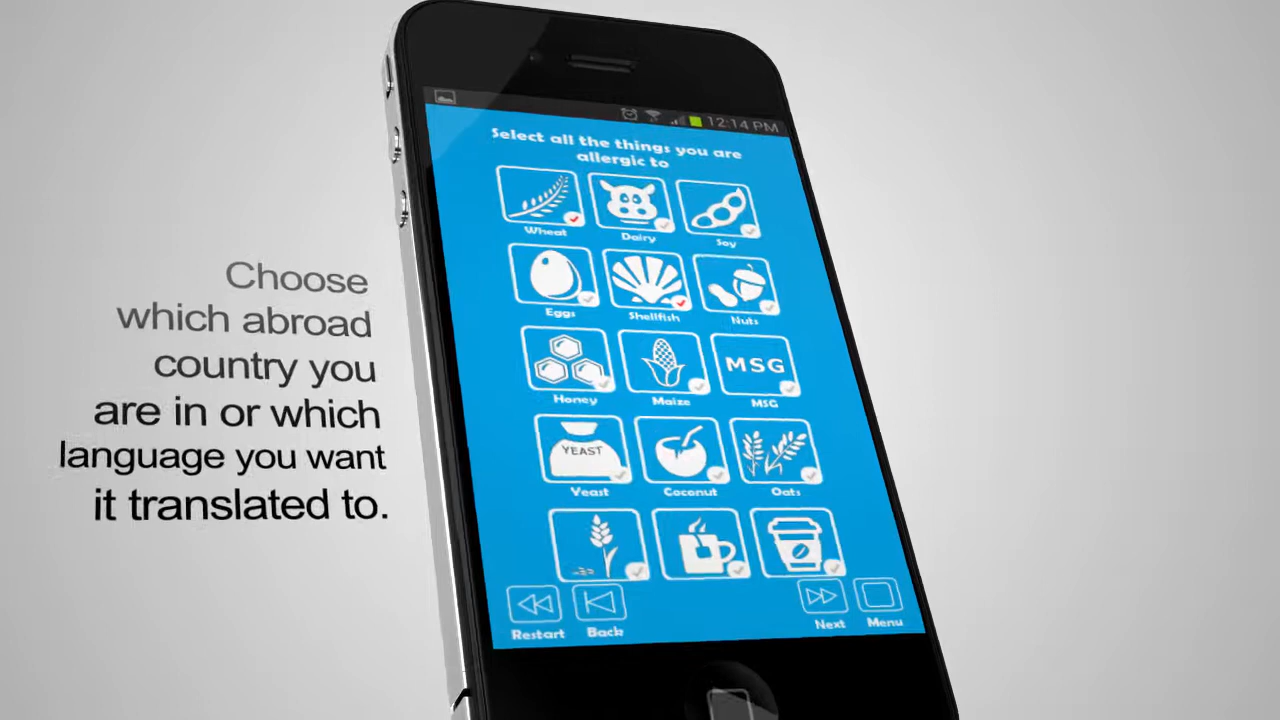 12:14 PM
Select all the things you are
allergic to
Wheat
Dairy
Soy
Eggs
Shellfish
Nuts
Honey
Maize
MSG
MSG
YEAST
Yeast
Coconut
Oats
Restart
Back
Next
Menu
Choose
which abroad
country you
are in or which
language you want
it translated to.